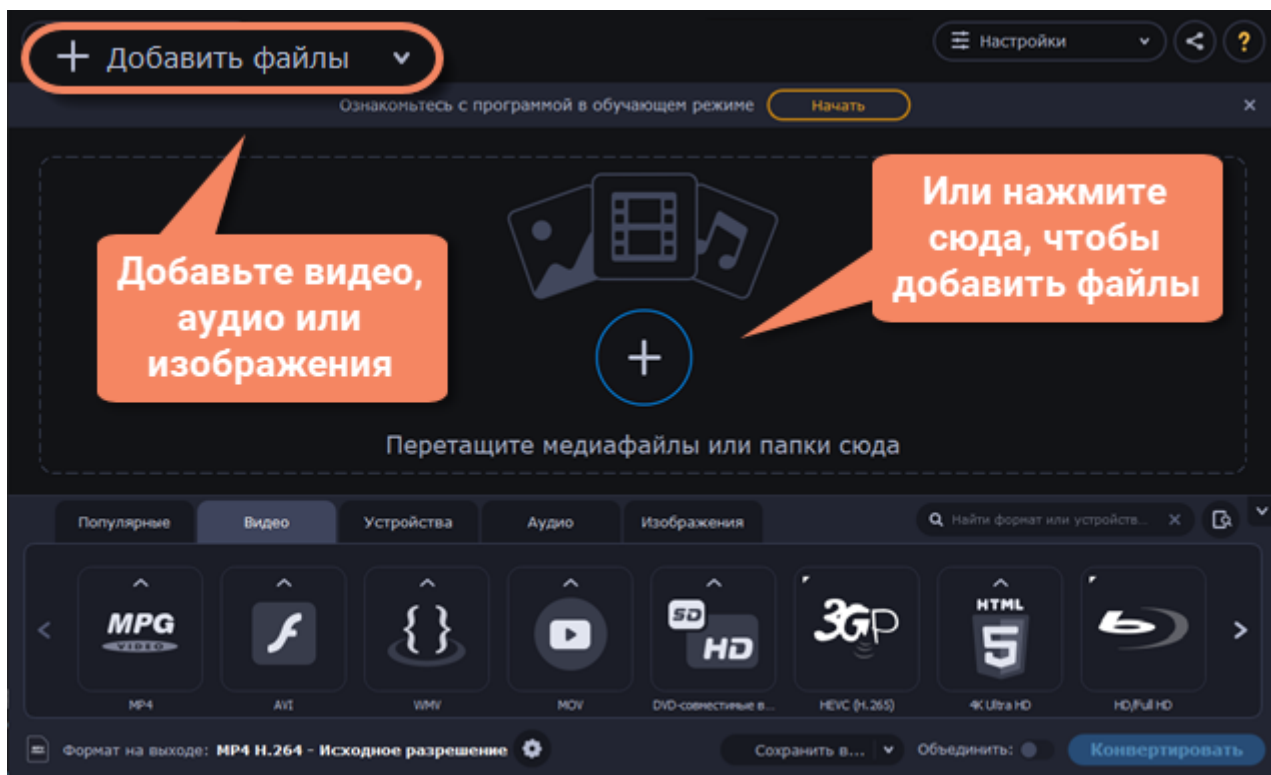 Добавить файлы
Настройки
?
Ознакомьтесь с программой в обучающем режиме
Начать
Добавьте видео,
аудио или
изображения
Или нажмите
сюда, чтобы
добавить файлы
Перетащите медиафайлы или папки сюда
Популярные
Видео
Устройства
Аудио
Изображения
Найти формат или устройств...
MPG
VIDEO
{ }
SD
HD
3GP
HTML
5
MP4
AVI
WMV
MOV
DVD-совместимые в...
HEVC (H.265)
4K Ultra HD
HD/Full HD
Формат на выходе: MP4 H.264 - Исходное разрешение
Сохранить в...
Объединить:
Конвертировать